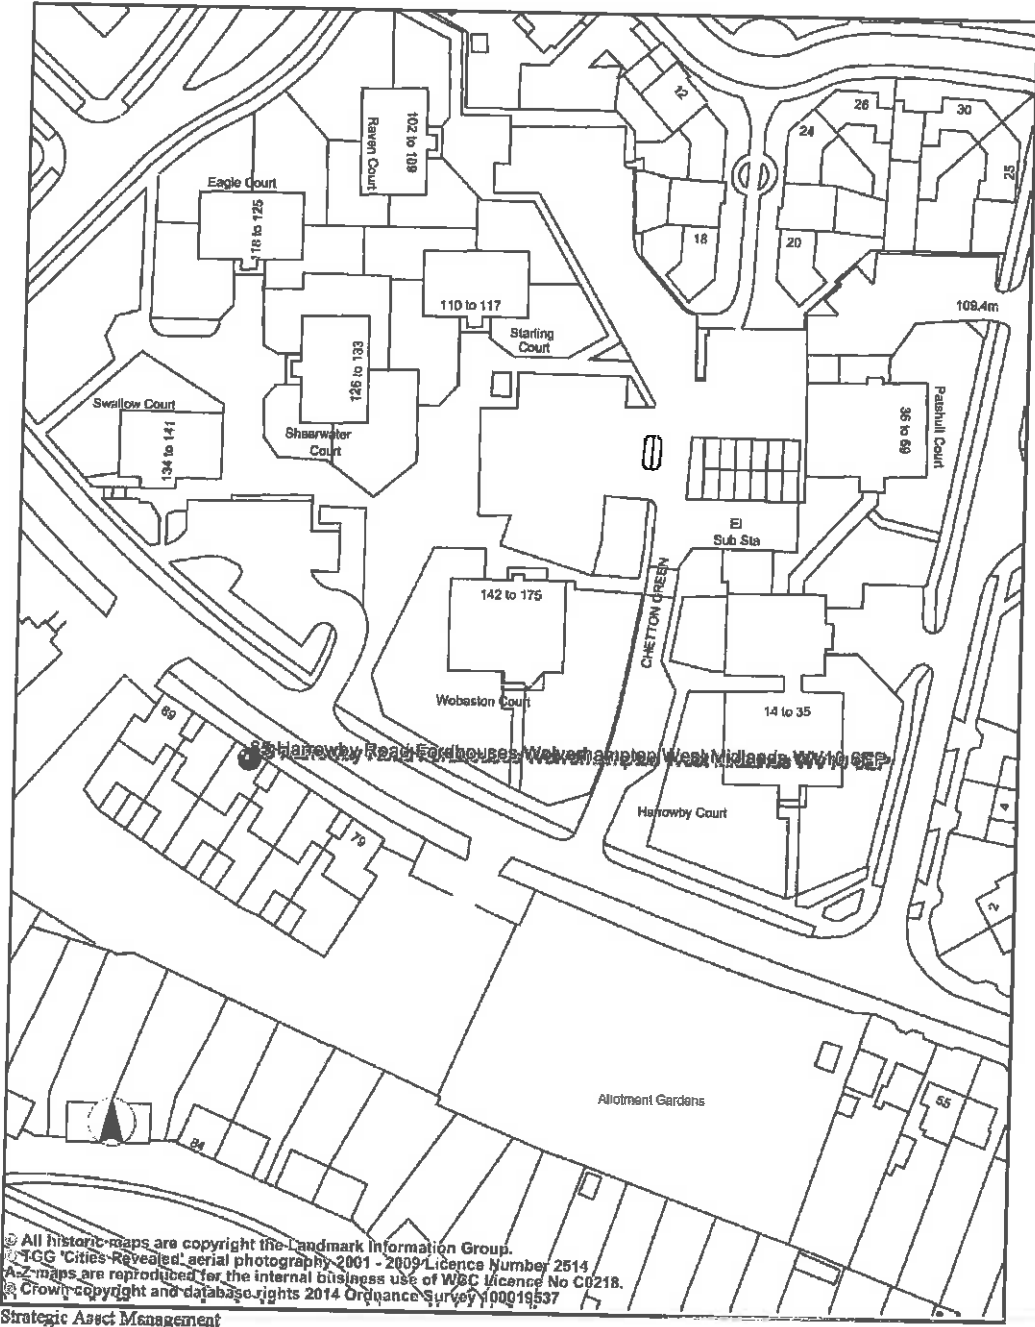 12
26
30
24
25
102 to 109
Raven Court
Eagle Court
118 to 125
18
20
109.4m
110 to 117
Starling
Court
126 to 133
Swallow Court
134 to 141
Shearwater
Court
36 to 69
Patshull Court
El
Sub Sta
CHETTON GREEN
142 to 175
Wobaston Court
14 to 35
89
85 Harrowby Road Fordhouses Wolverhampton West Midlands WV10 6EP
4
Harrowby Court
79
2
Allotment Gardens
55
84
© All historic maps are copyright the Landmark Information Group.
© TGG 'Cities Revealed' aerial photography 2001 - 2009 Licence Number 2514
A-Z maps are reproduced for the internal business use of WCC Licence No C0218.
© Crown copyright and database rights 2014 Ordnance Survey 100019537
Strategic Asset Management